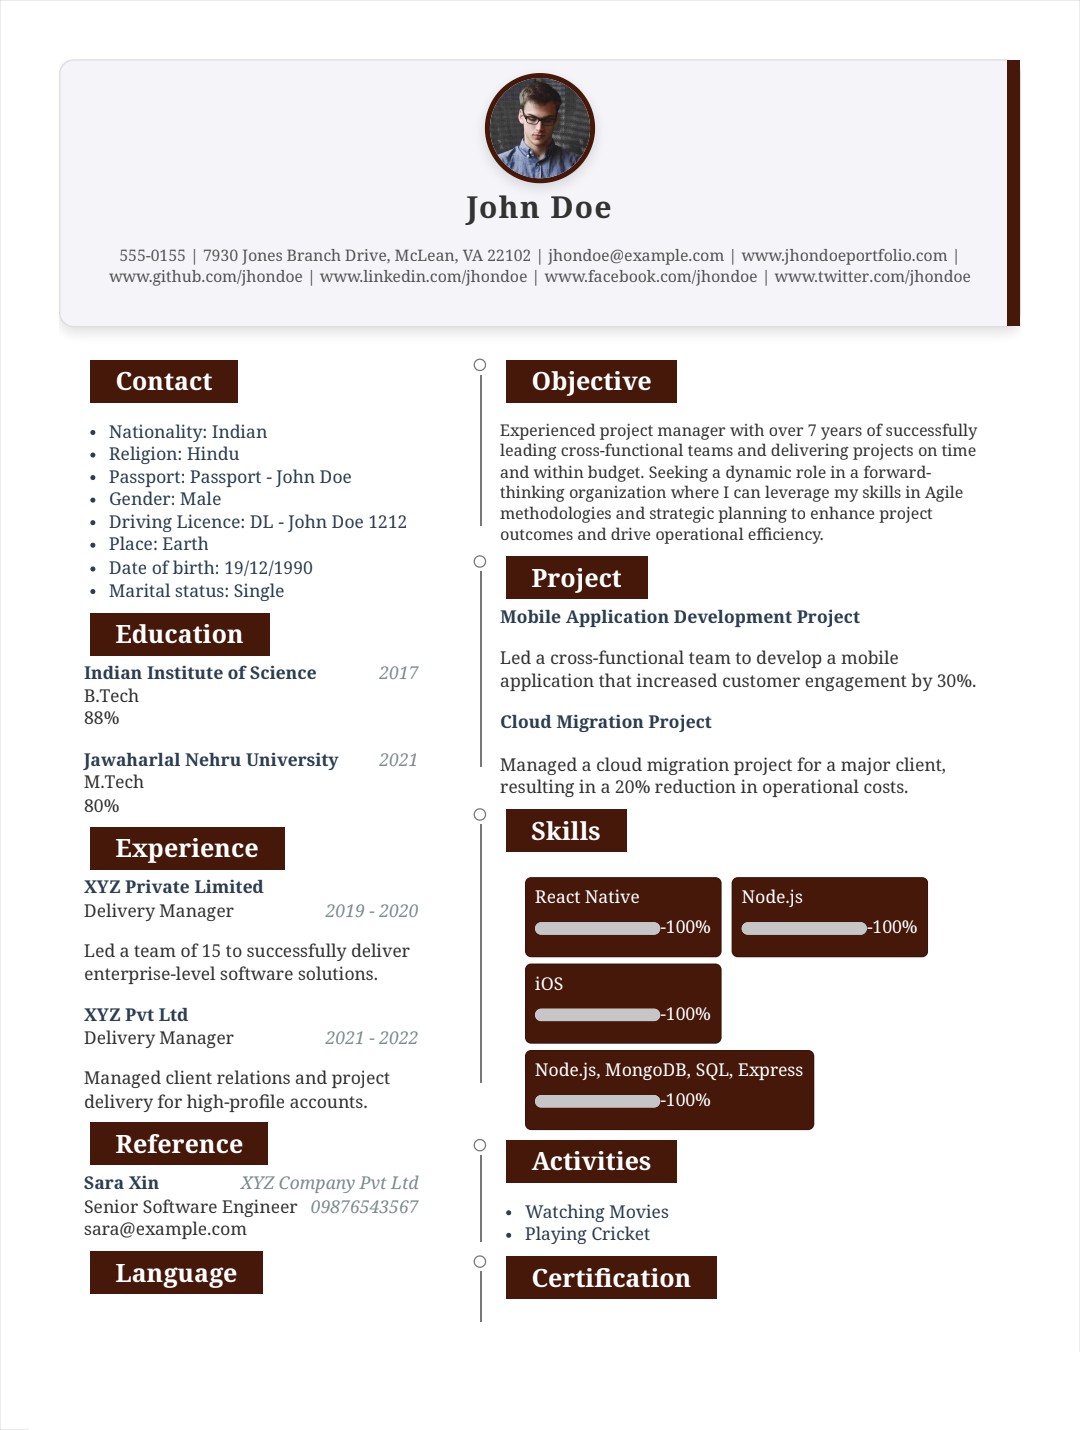 John Doe
555-0155 | 7930 Jones Branch Drive, McLean, VA 22102 | jhondoe@example.com | www.jhondoeportfolio.com |
www.github.com/jhondoe | www.linkedin.com/jhondoe | www.facebook.com/jhondoe | www.twitter.com/jhondoe
Contact
• Nationality: Indian
• Religion: Hindu
• Passport: Passport - John Doe
• Gender: Male
• Driving Licence: DL - John Doe 1212
• Place: Earth
• Date of birth: 19/12/1990
• Marital status: Single
Education
Indian Institute of Science 2017
B.Tech
88%
Jawaharlal Nehru University 2021
M.Tech
80%
Experience
XYZ Private Limited
Delivery Manager 2019 - 2020
Led a team of 15 to successfully deliver
enterprise-level software solutions.
XYZ Pvt Ltd
Delivery Manager 2021 - 2022
Managed client relations and project
delivery for high-profile accounts.
Reference
Sara Xin XYZ Company Pvt Ltd
Senior Software Engineer 09876543567
sara@example.com
Language
Objective
Experienced project manager with over 7 years of successfully
leading cross-functional teams and delivering projects on time
and within budget. Seeking a dynamic role in a forward-
thinking organization where I can leverage my skills in Agile
methodologies and strategic planning to enhance project
outcomes and drive operational efficiency.
Project
Mobile Application Development Project
Led a cross-functional team to develop a mobile
application that increased customer engagement by 30%.
Cloud Migration Project
Managed a cloud migration project for a major client,
resulting in a 20% reduction in operational costs.
Skills
React Native
-100%
Node.js
-100%
iOS
-100%
Node.js, MongoDB, SQL, Express
-100%
Activities
• Watching Movies
• Playing Cricket
Certification